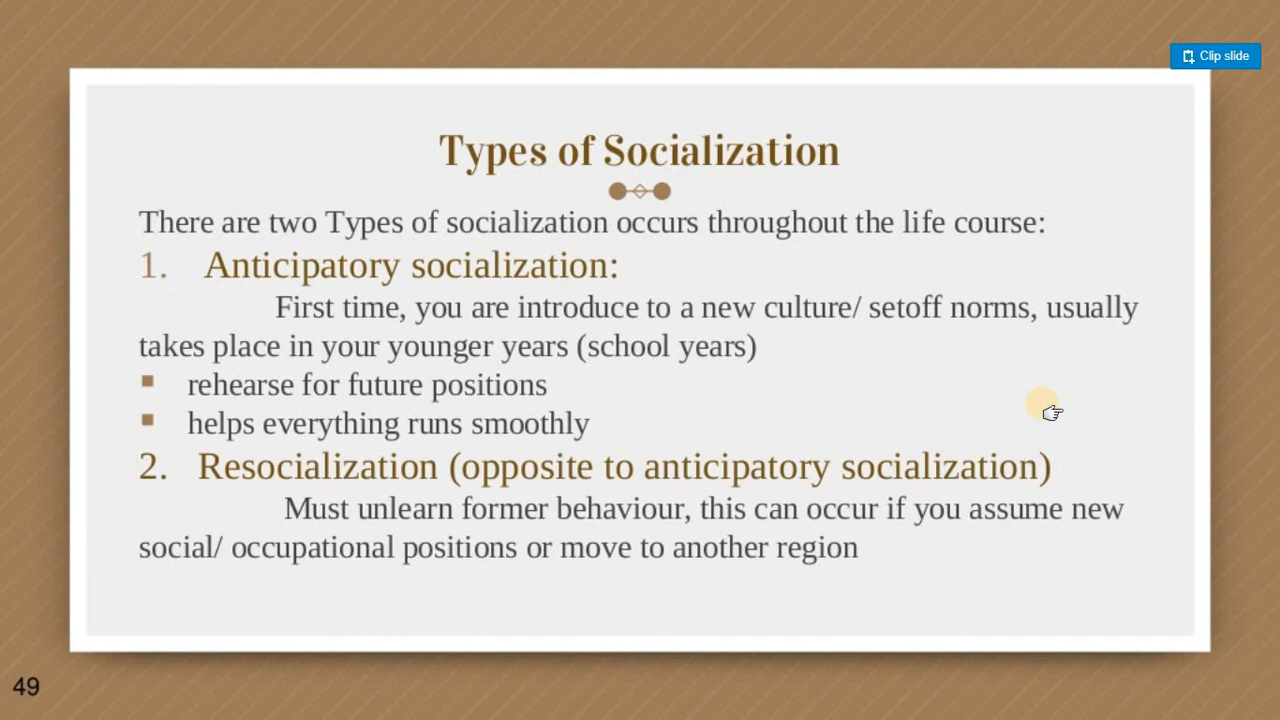 Clip slide
Types of Socialization
There are two Types of socialization occurs throughout the life course:
1. Anticipatory socialization:
First time, you are introduce to a new culture/ setoff norms, usually
takes place in your younger years (school years)
▪ rehearse for future positions
▪ helps everything runs smoothly
2. Resocialization (opposite to anticipatory socialization)
Must unlearn former behaviour, this can occur if you assume new
social/ occupational positions or move to another region
49